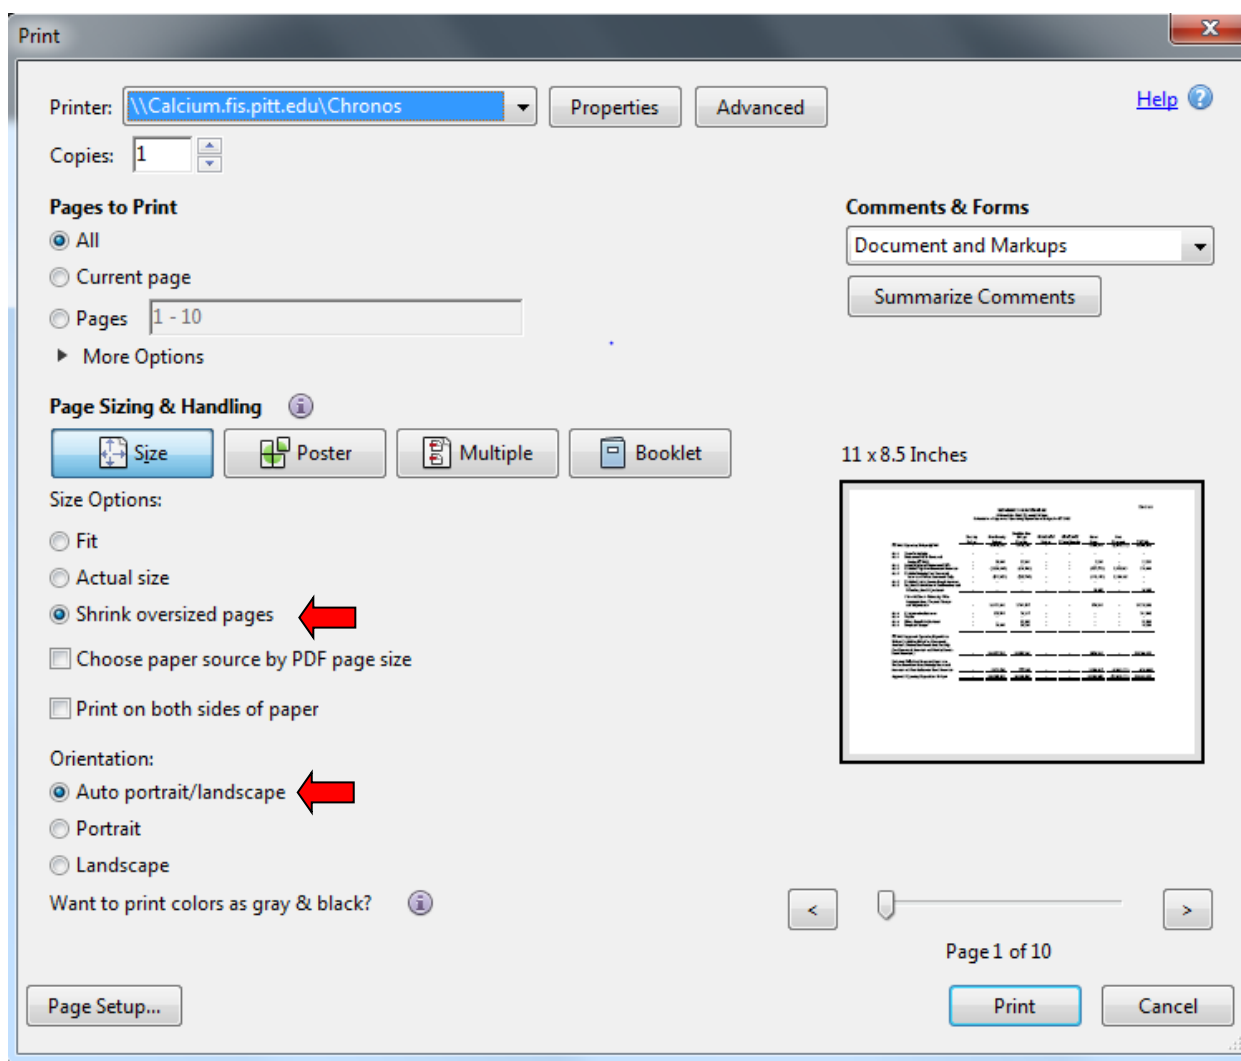 Print
x
Printer: \\Calcium.fis.pitt.edu\Chronos Properties Advanced Help ?
Copies: 1
Pages to Print
All
Current page
Pages 1 - 10
More Options
Comments & Forms
Document and Markups
Summarize Comments
Page Sizing & Handling i
Size Poster Multiple Booklet
Size Options:
Fit
Actual size
Shrink oversized pages
Choose paper source by PDF page size
Print on both sides of paper
Orientation:
Auto portrait/landscape
Portrait
Landscape
Want to print colors as gray & black? i
11 x 8.5 Inches
< >
Page 1 of 10
Page Setup... Print Cancel